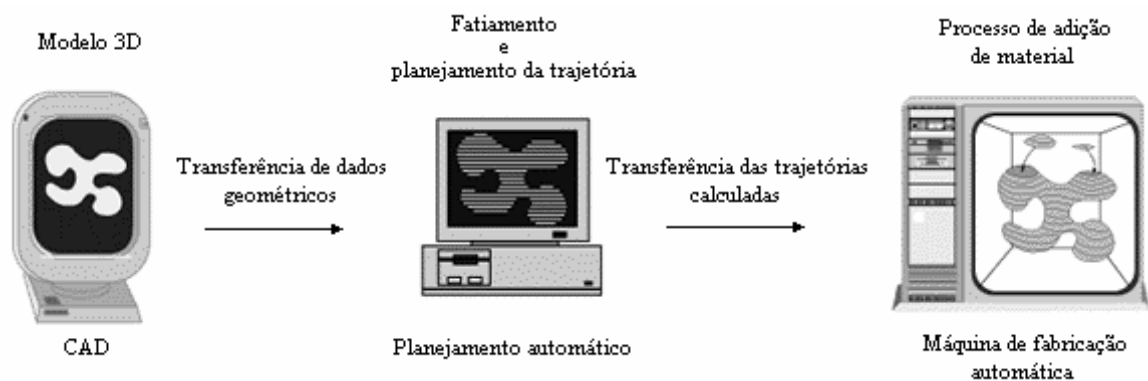 Modelo 3D
Fatiamento
e
planejamento da trajetória
Processo de adição
de material
Transferência de dados
geométricos
Transferência das trajetórias
calculadas
CAD
Planejamento automático
Máquina de fabricação
automática